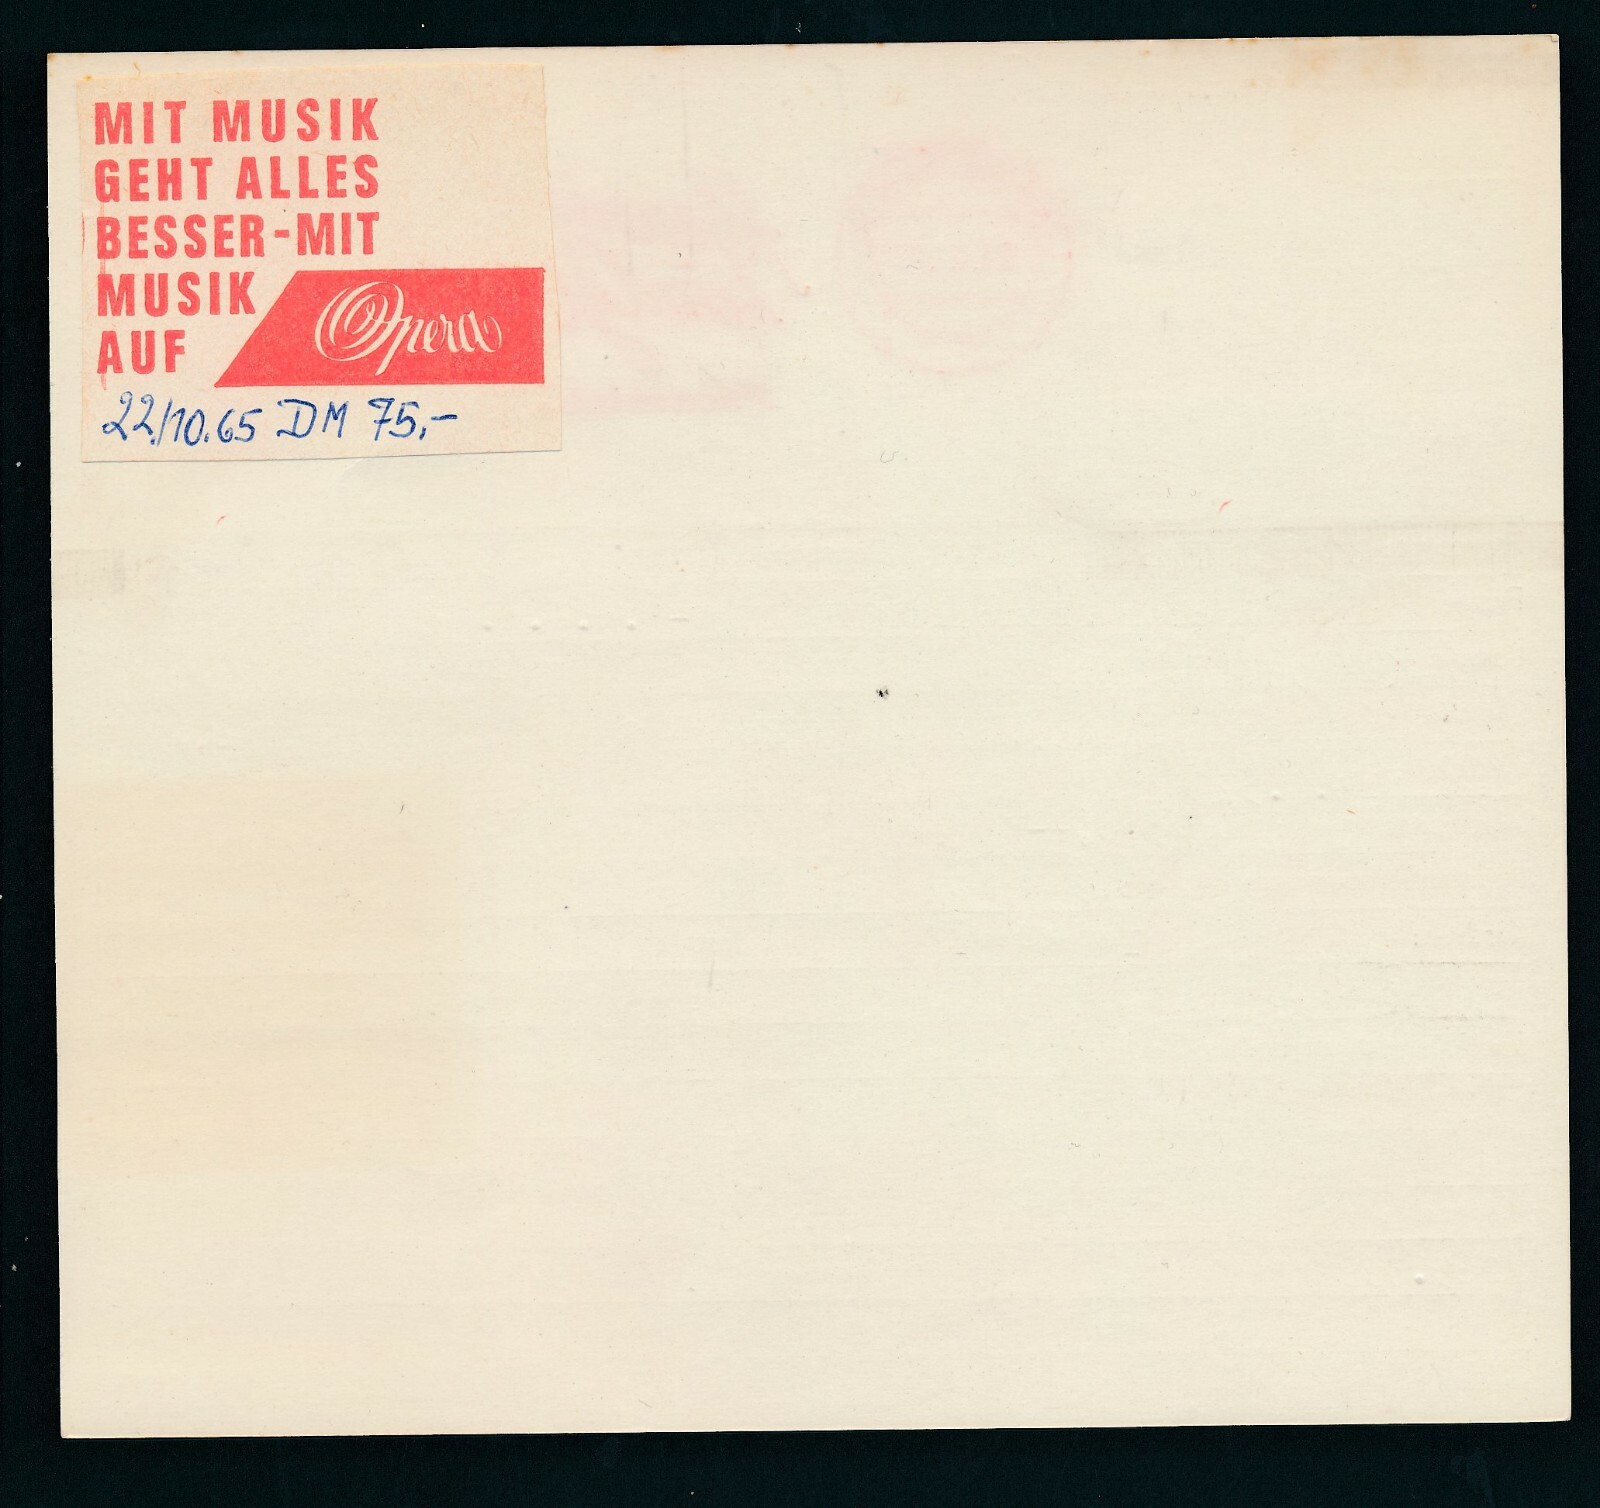 MIT MUSIK
GEHT ALLES
BESSER-MIT
MUSIK
AUF Opera
22./10.65 DM 75,-